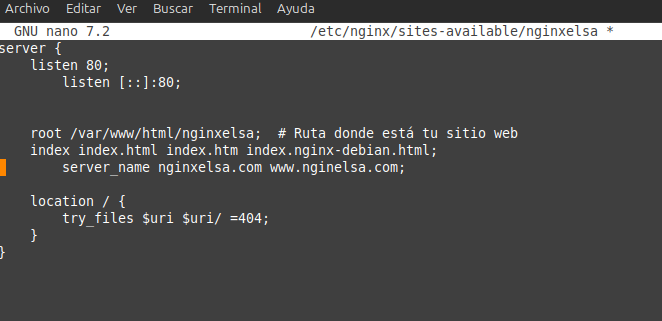 Archivo Editar Ver Buscar Terminal Ayuda
GNU nano 7.2 /etc/nginx/sites-available/nginxelsa *
server {
listen 80;
listen [::]:80;
root /var/www/html/nginxelsa; # Ruta donde está tu sitio web
index index.html index.htm index.nginx-debian.html;
server_name nginxelsa.com www.nginelsa.com;
location / {
try_files $uri $uri/ =404;
}
}